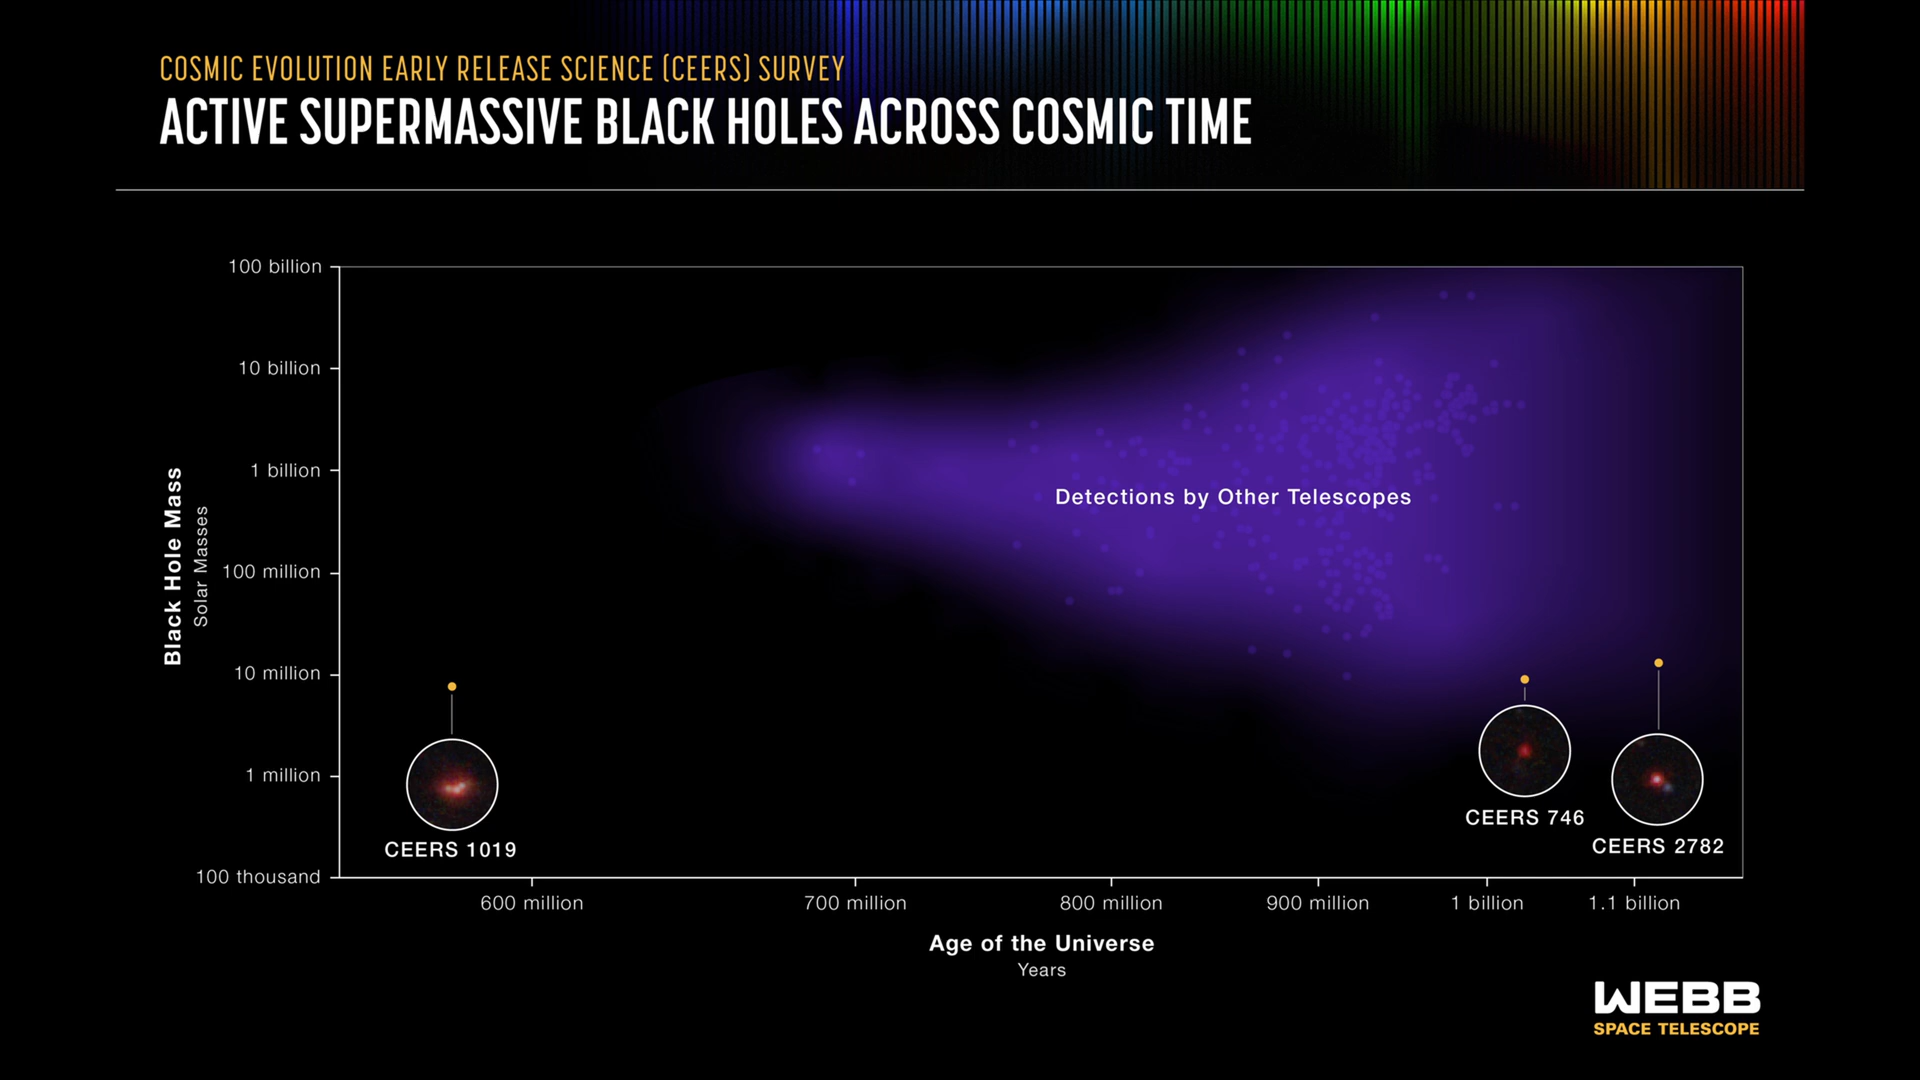 COSMIC EVOLUTION EARLY RELEASE SCIENCE (CEERS) SURVEY
ACTIVE SUPERMASSIVE BLACK HOLES ACROSS COSMIC TIME
Black Hole Mass
Solar Masses
100 billion
10 billion
1 billion
100 million
10 million
1 million
100 thousand
Detections by Other Telescopes
CEERS 1019
CEERS 746
CEERS 2782
600 million
700 million
800 million
900 million
1 billion
1.1 billion
Age of the Universe
Years
WEBB
SPACE TELESCOPE